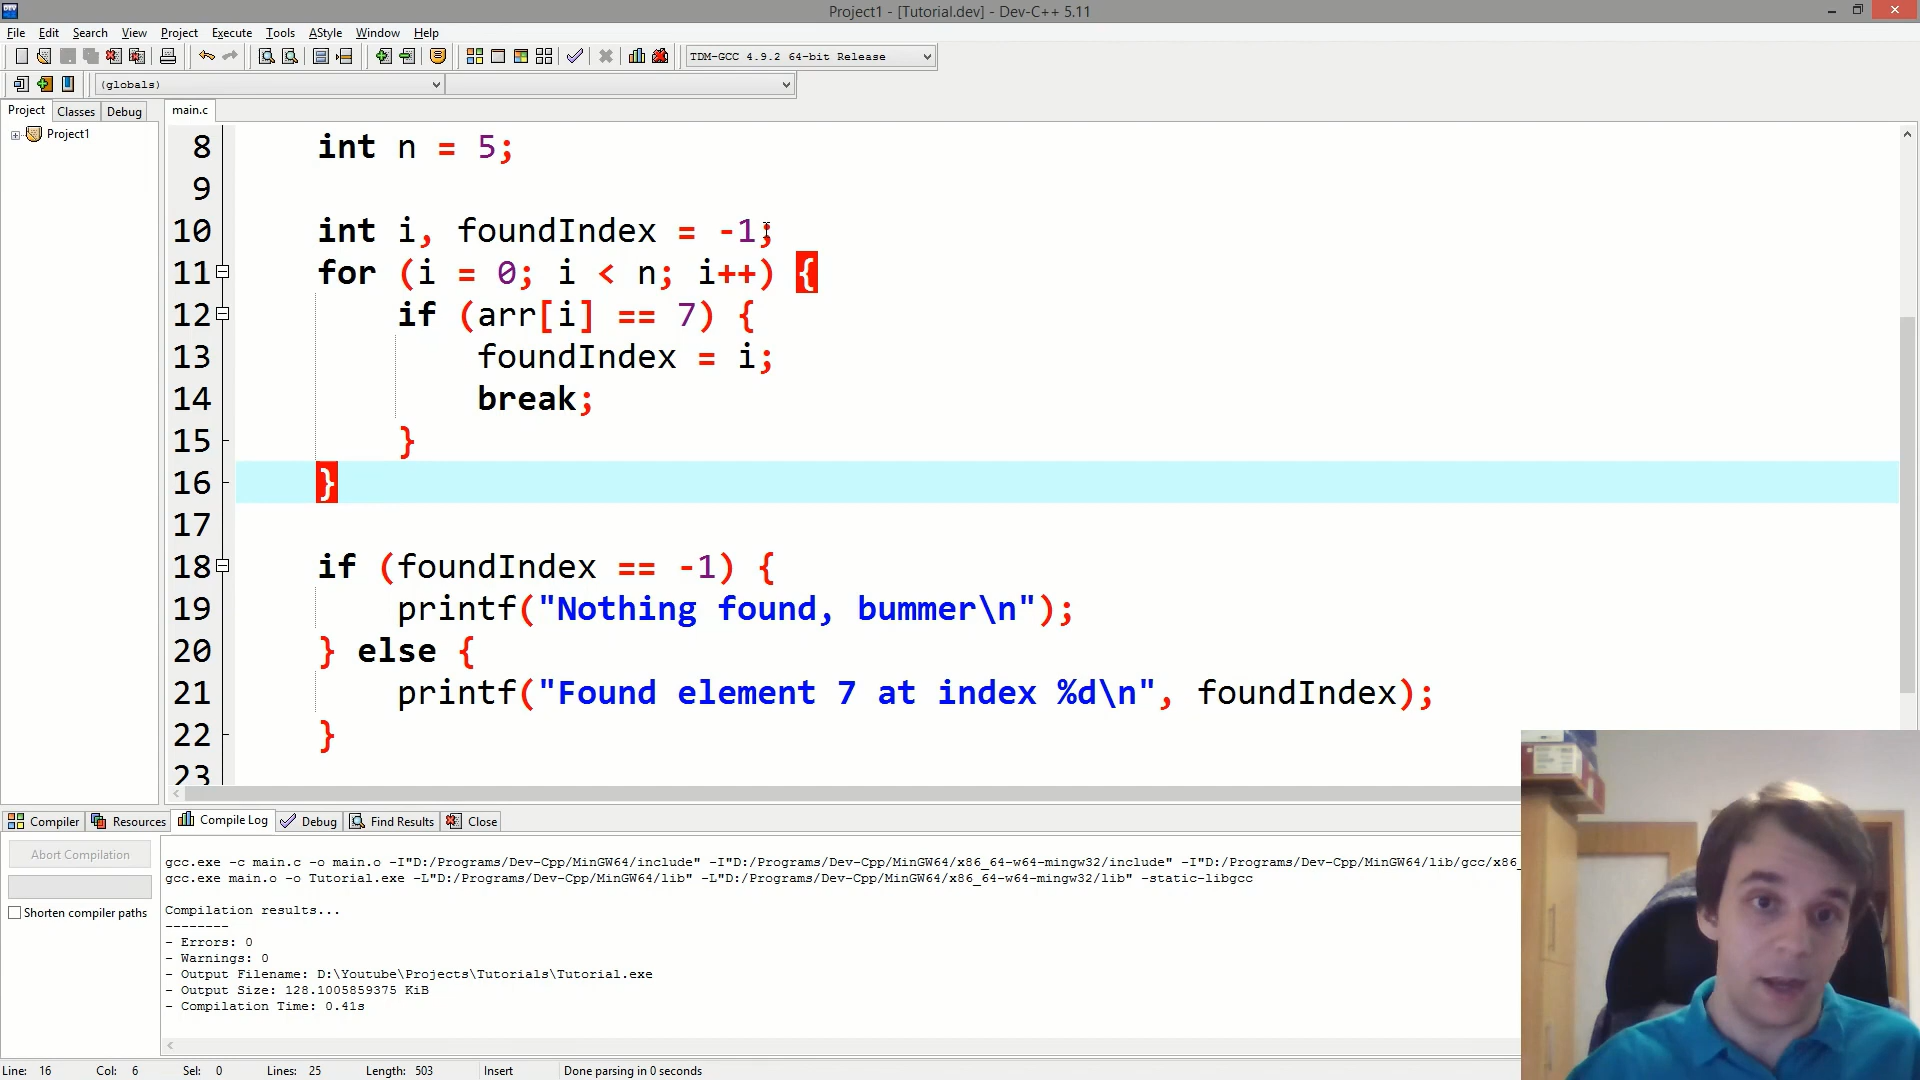 Project1 - [Tutorial.dev] - Dev-C++ 5.11
File Edit Search View Project Execute Tools AStyle Window Help
TDM-GCC 4.9.2 64-bit Release
(globals)
Project Classes Debug main.c
Project1
8 int n = 5;
9
10 int i, foundIndex = -1;
11 for (i = 0; i < n; i++) {
12 if (arr[i] == 7) {
13 foundIndex = i;
14 break;
15 }
16 }
17
18 if (foundIndex == -1) {
19 printf("Nothing found, bummer\n");
20 } else {
21 printf("Found element 7 at index %d\n", foundIndex);
22 }
23
Compiler Resources Compile Log Debug Find Results Close
Abort Compilation
Shorten compiler paths
gcc.exe -c main.c -o main.o -I"D:/Programs/Dev-Cpp/MinGW64/include" -I"D:/Programs/Dev-Cpp/MinGW64/x86_64-w64-mingw32/include" -I"D:/Programs/Dev-Cpp/MinGW64/lib/gcc/x86_
gcc.exe main.o -o Tutorial.exe -L"D:/Programs/Dev-Cpp/MinGW64/lib" -L"D:/Programs/Dev-Cpp/MinGW64/x86_64-w64-mingw32/lib" -static-libgcc
Compilation results...
--------
- Errors: 0
- Warnings: 0
- Output Filename: D:\Youtube\Projects\Tutorials\Tutorial.exe
- Output Size: 128.1005859375 KiB
- Compilation Time: 0.41s
Line: 16 Col: 6 Sel: 0 Lines: 25 Length: 503 Insert Done parsing in 0 seconds